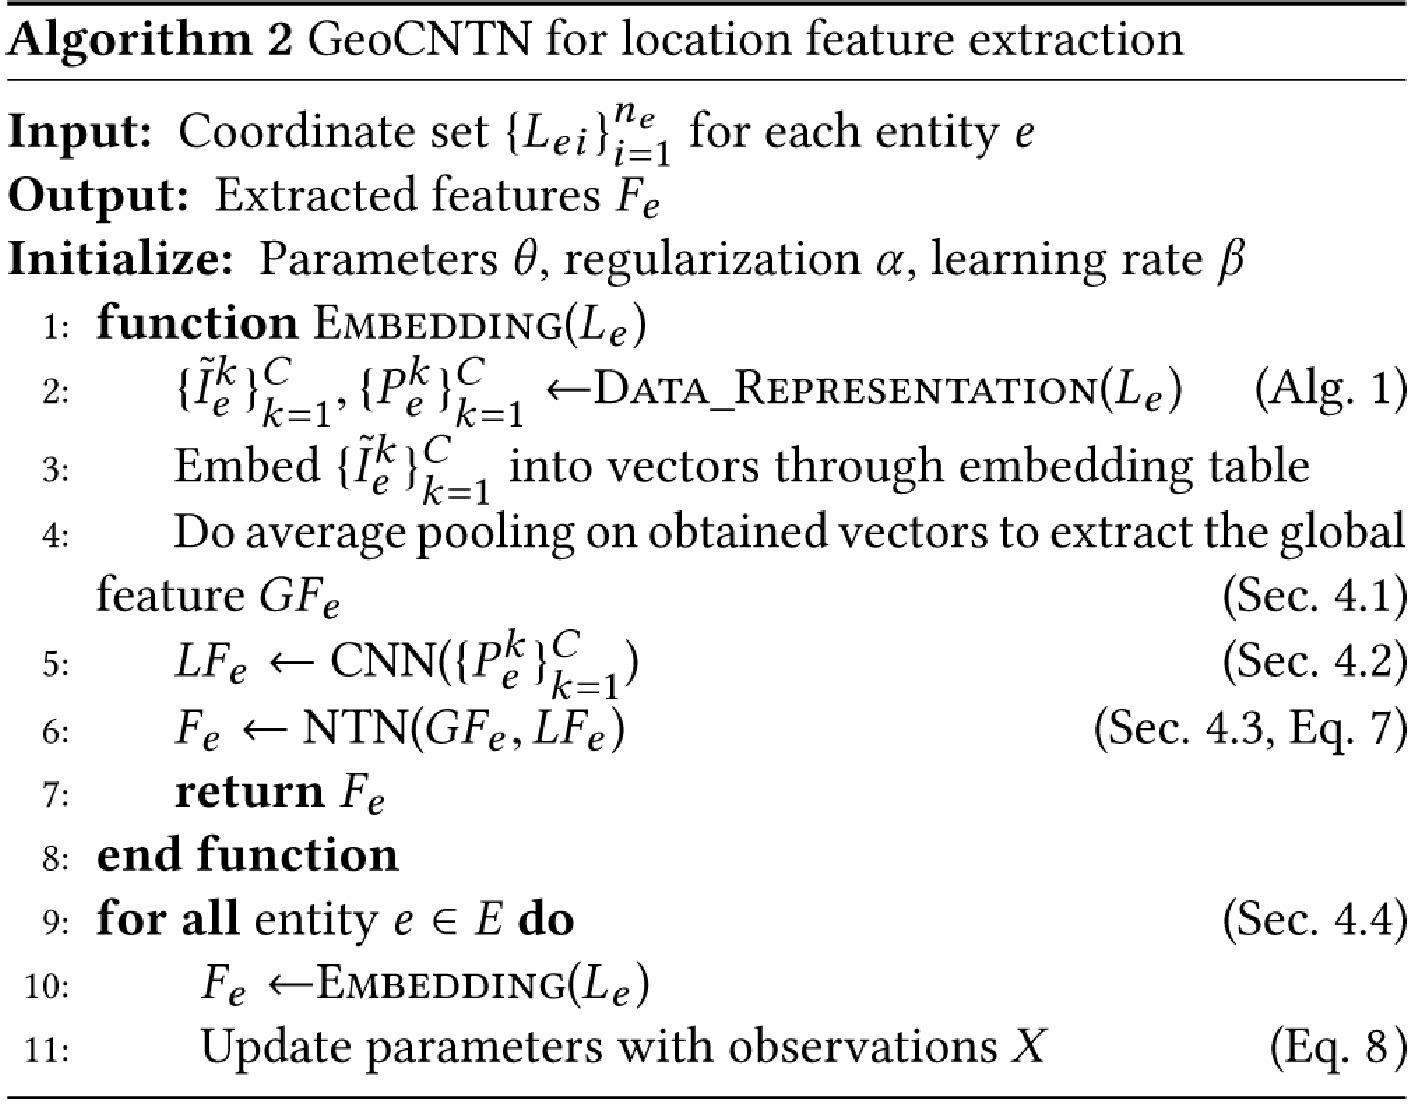 Algorithm 2 GeoCNTN for location feature extraction
Input: Coordinate set $\{L_{ei}\}_{i=1}^{n_e}$ for each entity $e$
Output: Extracted features $F_e$
Initialize: Parameters $\theta$, regularization $\alpha$, learning rate $\beta$
1: function EMBEDDING($L_e$)
2: $\{\tilde{I}_e^k\}_{k=1}^C, \{P_e^k\}_{k=1}^C$ ←DATA_REPRESENTATION($L_e$) (Alg. 1)
3: Embed $\{\tilde{I}_e^k\}_{k=1}^C$ into vectors through embedding table
4: Do average pooling on obtained vectors to extract the global
feature $GF_e$ (Sec. 4.1)
5: $LF_e$ ← CNN($\{P_e^k\}_{k=1}^C$) (Sec. 4.2)
6: $F_e$ ← NTN($GF_e, LF_e$) (Sec. 4.3, Eq. 7)
7: return $F_e$
8: end function
9: for all entity $e \in E$ do (Sec. 4.4)
10: $F_e$ ←EMBEDDING($L_e$)
11: Update parameters with observations $X$ (Eq. 8)